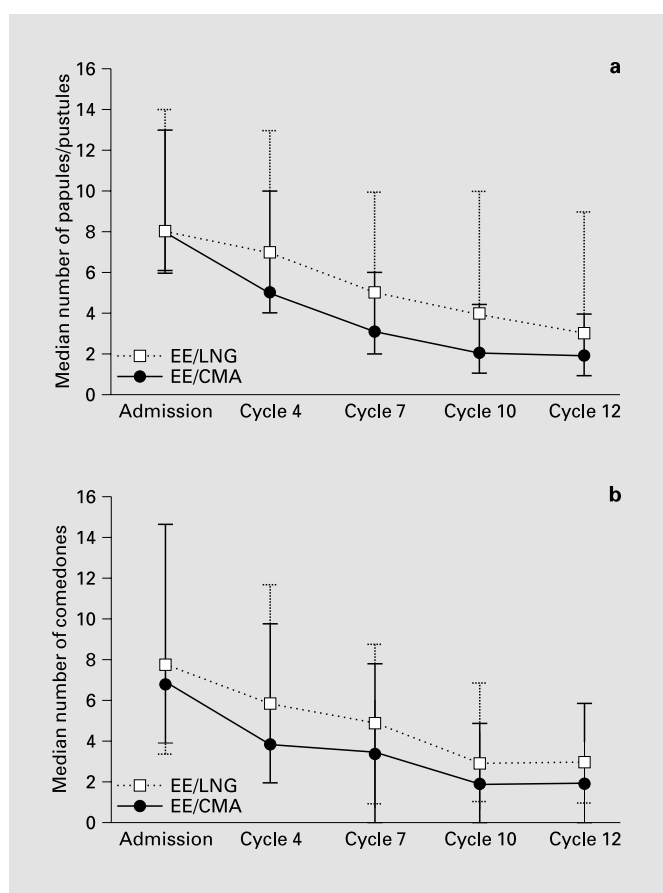 a
Median number of papules/pustules
16
14
12
10
8
6
4
2
0
EE/LNG
EE/CMA
Admission Cycle 4 Cycle 7 Cycle 10 Cycle 12
b
Median number of comedones
16
14
12
10
8
6
4
2
0
EE/LNG
EE/CMA
Admission Cycle 4 Cycle 7 Cycle 10 Cycle 12